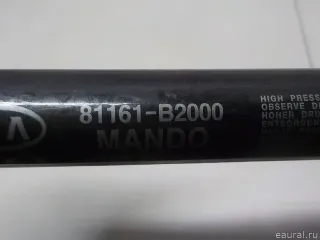 81161-B2000
MANDO
HIGH PRESS
OBSERVE D
HOHER DRU
eaural.ru